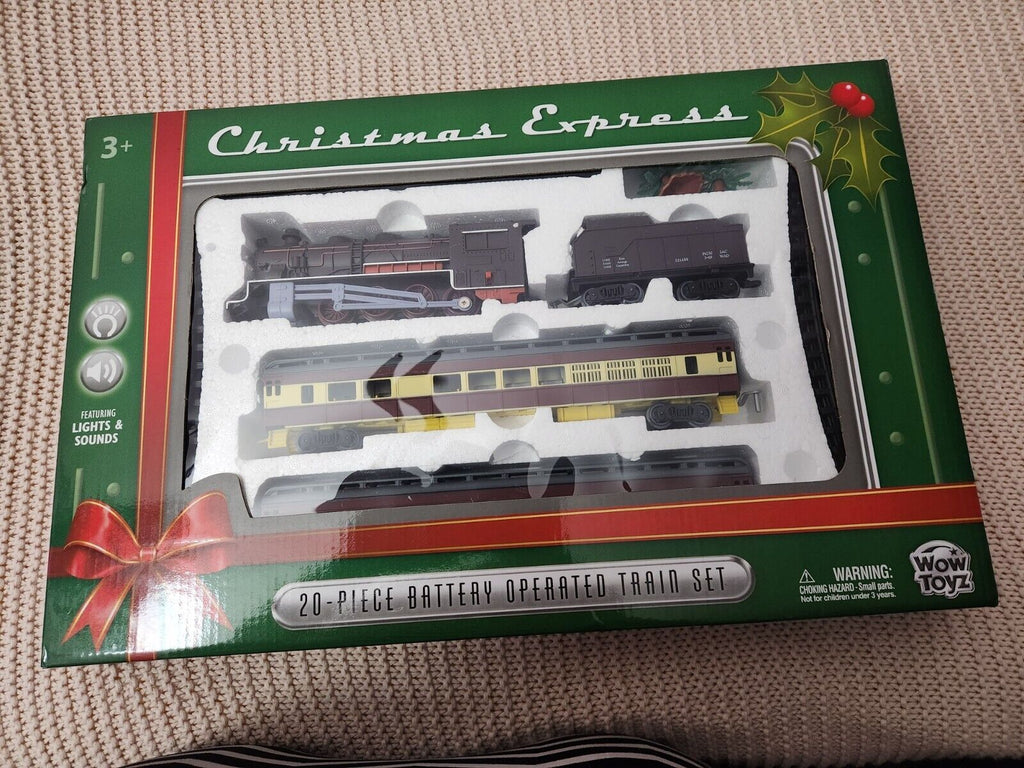 3+
Christmas Express
FEATURING
LIGHTS &
SOUNDS
20-PIECE BATTERY OPERATED TRAIN SET
WARNING:
CHOKING HAZARD - Small parts.
Not for children under 3 years.
WOW
TOYZ